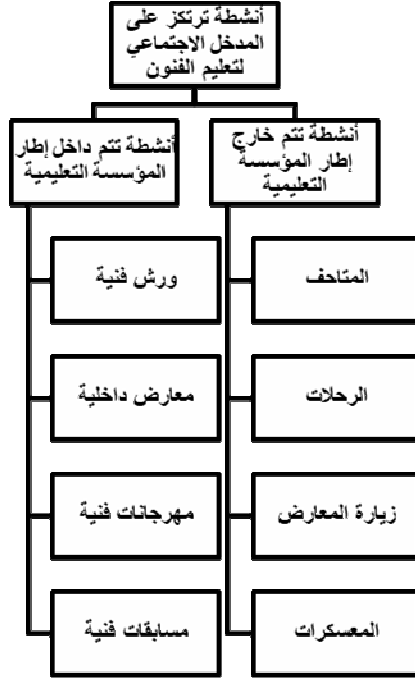 أنشطة ترتكز على
المدخل الاجتماعي
لتعليم الفنون
أنشطة تتم خارج
إطار المؤسسة
التعليمية
المتاحف
الرحلات
زيارة المعارض
المعسكرات
أنشطة تتم داخل إطار
المؤسسة التعليمية
ورش فنية
معارض داخلية
مهرجانات فنية
مسابقات فنية